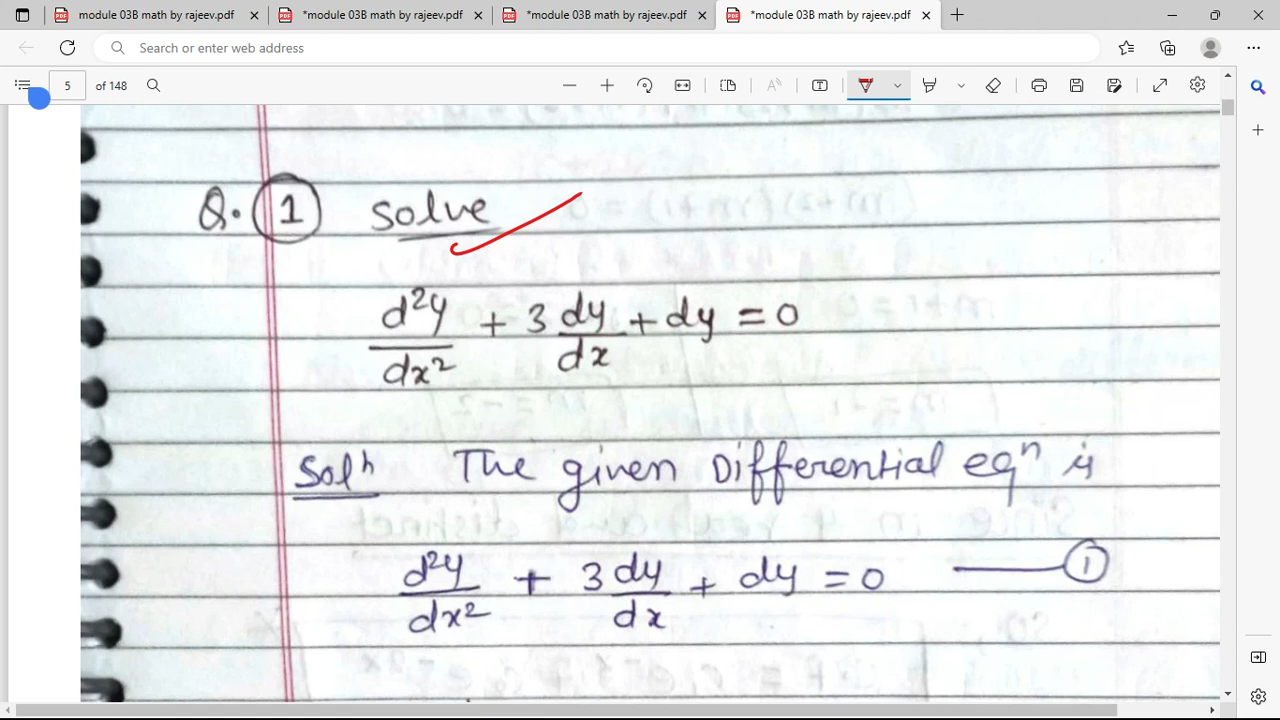 module 03B math by rajeev.pdf
*module 03B math by rajeev.pdf
*module 03B math by rajeev.pdf
*module 03B math by rajeev.pdf
Search or enter web address
5 of 148
Q. 1 Solve
d²y/dx² + 3 dy/dx + dy = 0
Solⁿ The given Differential eqⁿ is
d²y/dx² + 3 dy/dx + dy = 0 — 1